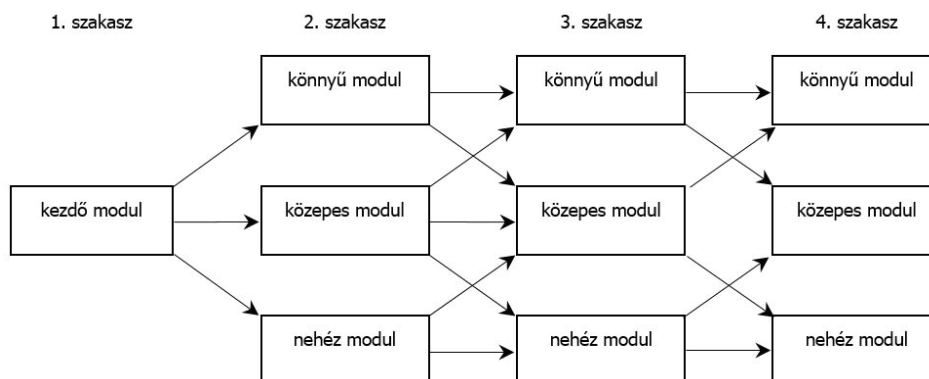 1. szakasz
2. szakasz
3. szakasz
4. szakasz
könnyű modul
könnyű modul
könnyű modul
kezdő modul
közepes modul
közepes modul
közepes modul
nehéz modul
nehéz modul
nehéz modul